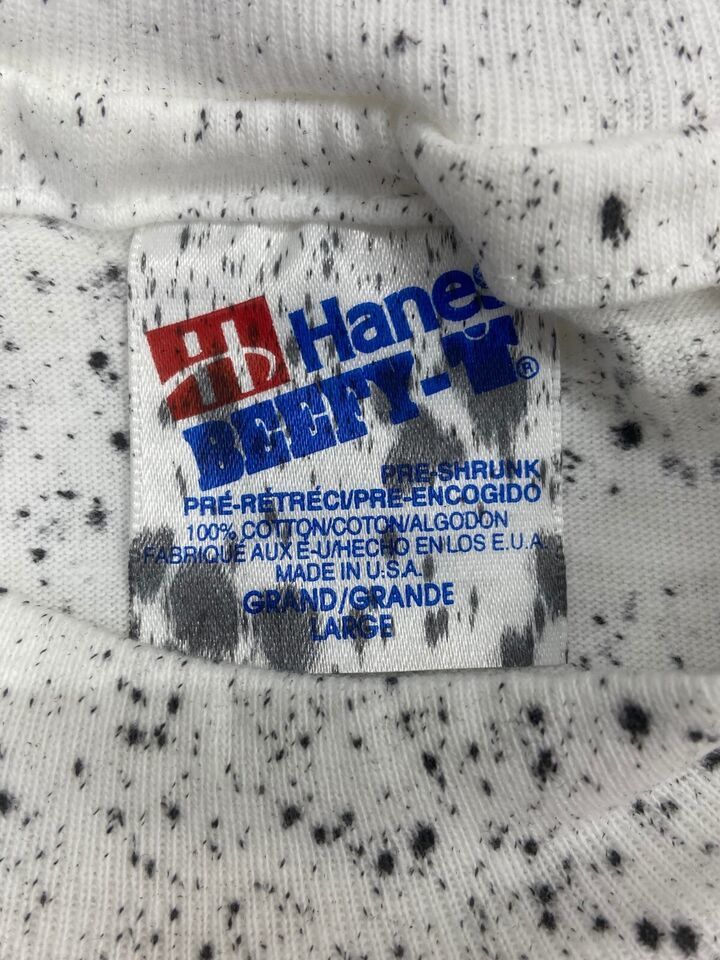 Hanes
BEEFY-T®
PRE-SHRUNK
PRÉ-RÉTRÉCI/PRE-ENCOGIDO
100% COTTON/COTON/ALGODON
FABRIQUÉ AUX É-U/HECHO EN LOS E.U.A.
MADE IN U.S.A.
GRAND/GRANDE
LARGE